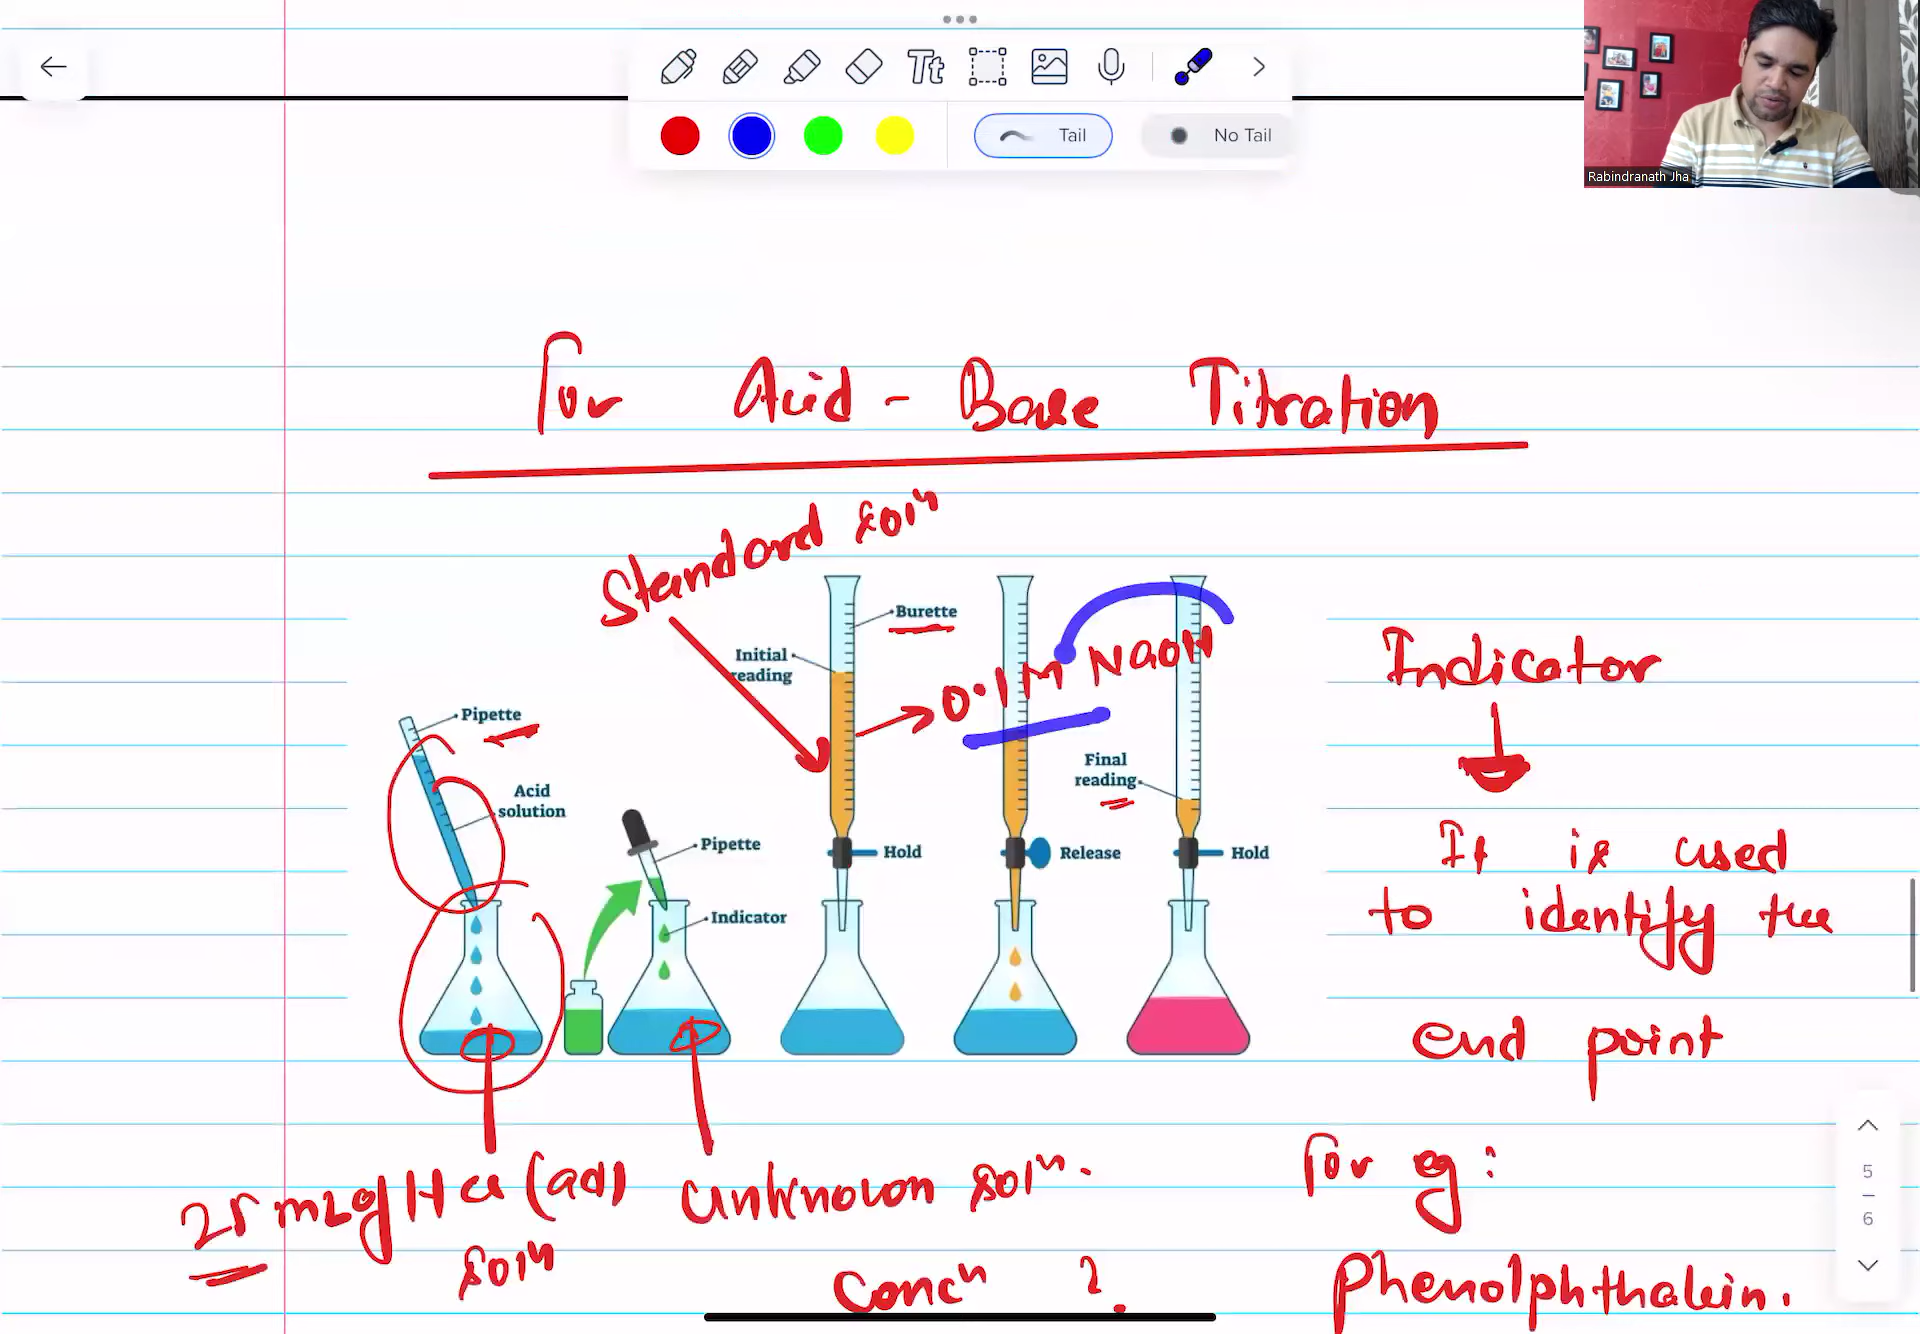 Tt
Tail
No Tail
Rabindranath Jha
For Acid - Base Titration
Standard solⁿ
Burette
Initial
reading
0.1M NaOH
Indicator
Pipette
Acid
solution
Final
reading
Pipette
Hold
Release
Hold
Indicator
It is used
to identify the
end point
25 mL of HCl (aq)
solⁿ
unknown solⁿ.
Concⁿ ?
For eg:
Phenolphthalein.
5
6